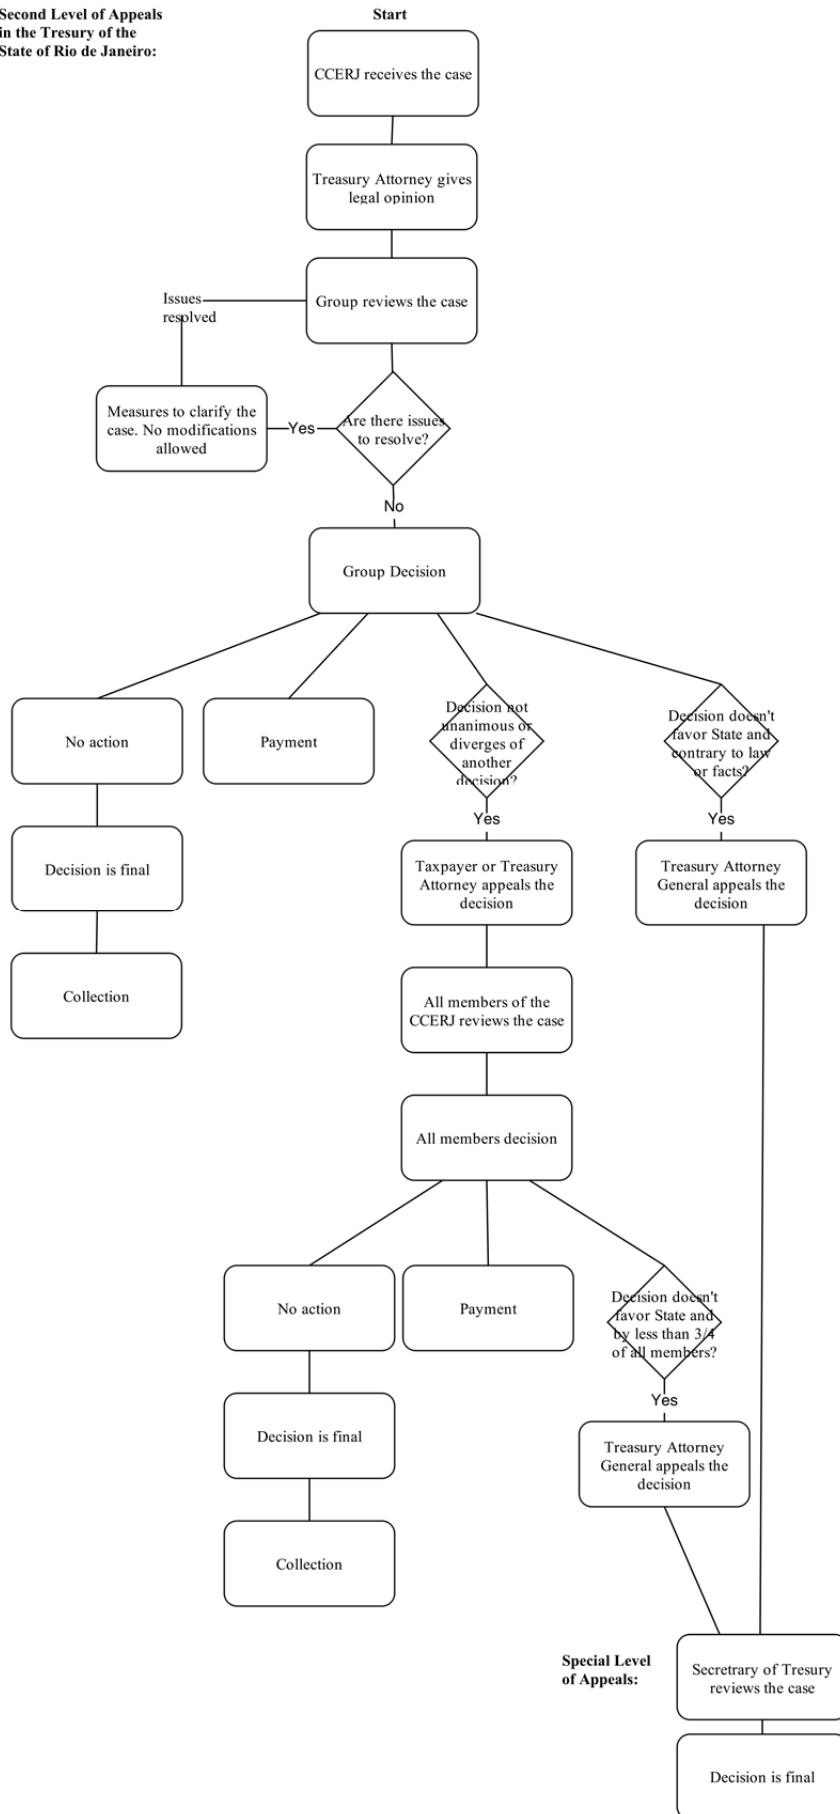 Second Level of Appeals
in the Tresury of the
State of Rio de Janeiro:
Start
CCERJ receives the case
Treasury Attorney gives
legal opinion
Group reviews the case
Issues
resolved
Measures to clarify the
case. No modifications
allowed
Yes
Are there issues
to resolve?
No
Group Decision
No action
Payment
Decision not
unanimous or
diverges of
another
decision?
Decision doesn't
favor State and
contrary to law
or facts?
Yes
Yes
Decision is final
Taxpayer or Treasury
Attorney appeals the
decision
Treasury Attorney
General appeals the
decision
Collection
All members of the
CCERJ reviews the case
All members decision
No action
Payment
Decision doesn't
favor State and
by less than 3/4
of all members?
Yes
Decision is final
Treasury Attorney
General appeals the
decision
Collection
Special Level
of Appeals:
Secretrary of Tresury
reviews the case
Decision is final